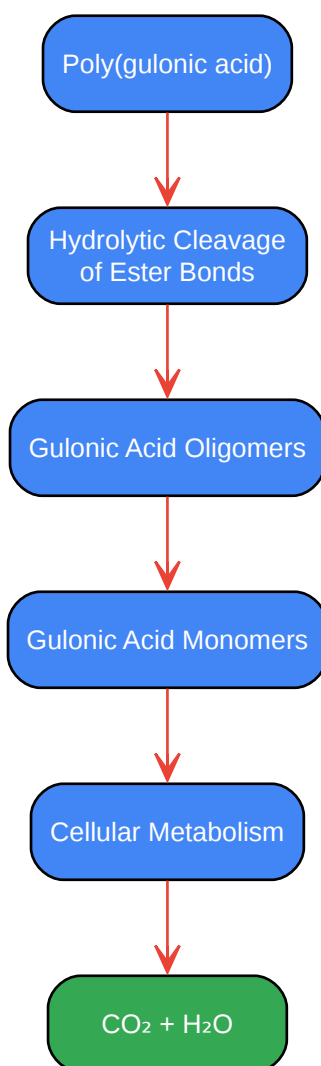 Poly(gulonic acid)
Hydrolytic Cleavage
of Ester Bonds
Gulonic Acid Oligomers
Gulonic Acid Monomers
Cellular Metabolism
CO₂ + H₂O